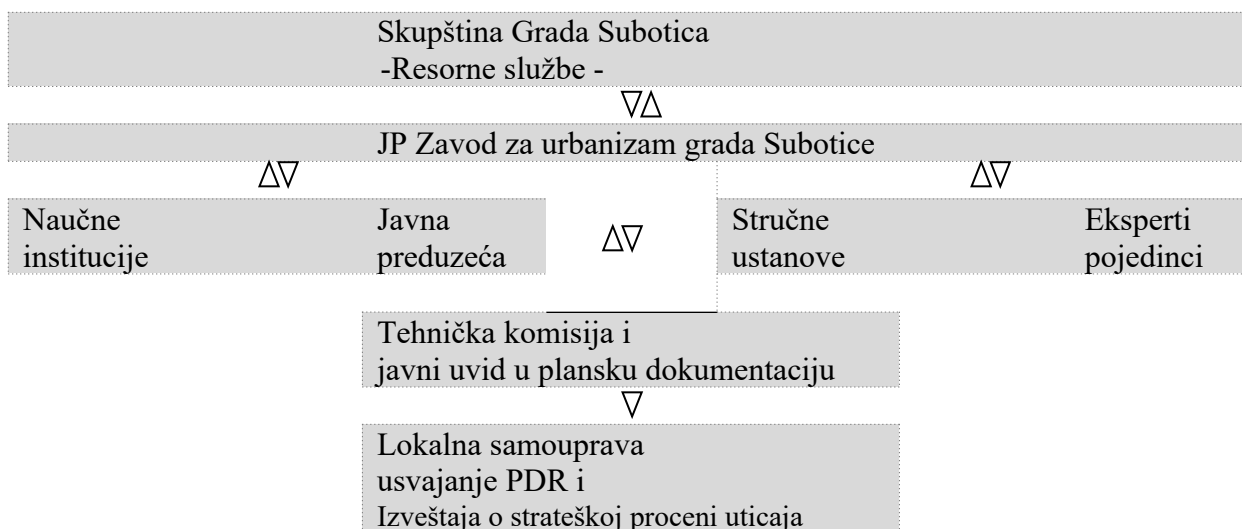 Skupština Grada Subotica
-Resorne službe -
∇∆
JP Zavod za urbanizam grada Subotice
∆∇
∆∇
Naučne institucije
Javna preduzeća
∆∇
Stručne ustanove
Eksperti pojedinci
Tehnička komisija i
javni uvid u plansku dokumentaciju
∇
Lokalna samouprava
usvajanje PDR i
Izveštaja o strateškoj proceni uticaja